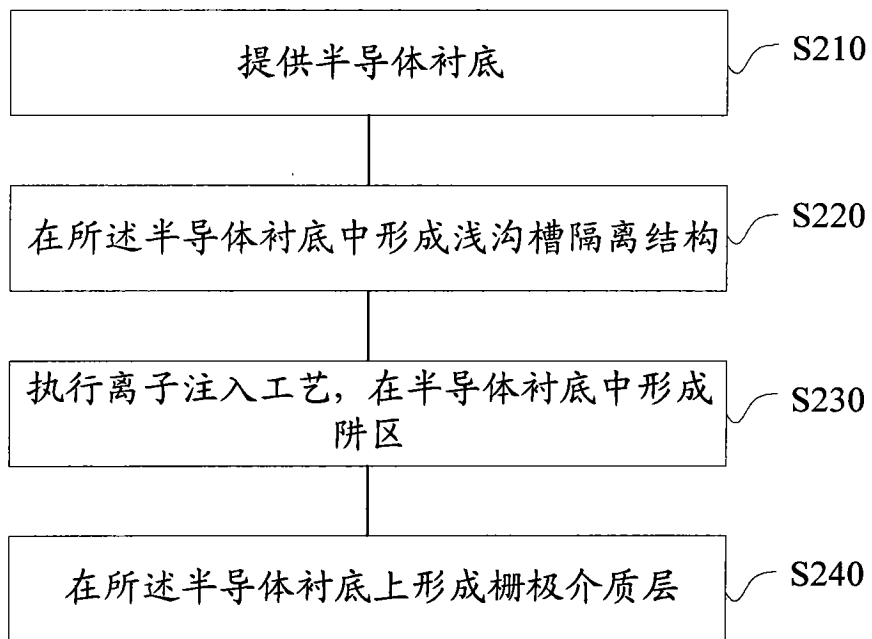 提供半导体衬底
S210
在所述半导体衬底中形成浅沟槽隔离结构
S220
执行离子注入工艺，在半导体衬底中形成
阱区
S230
在所述半导体衬底上形成栅极介质层
S240